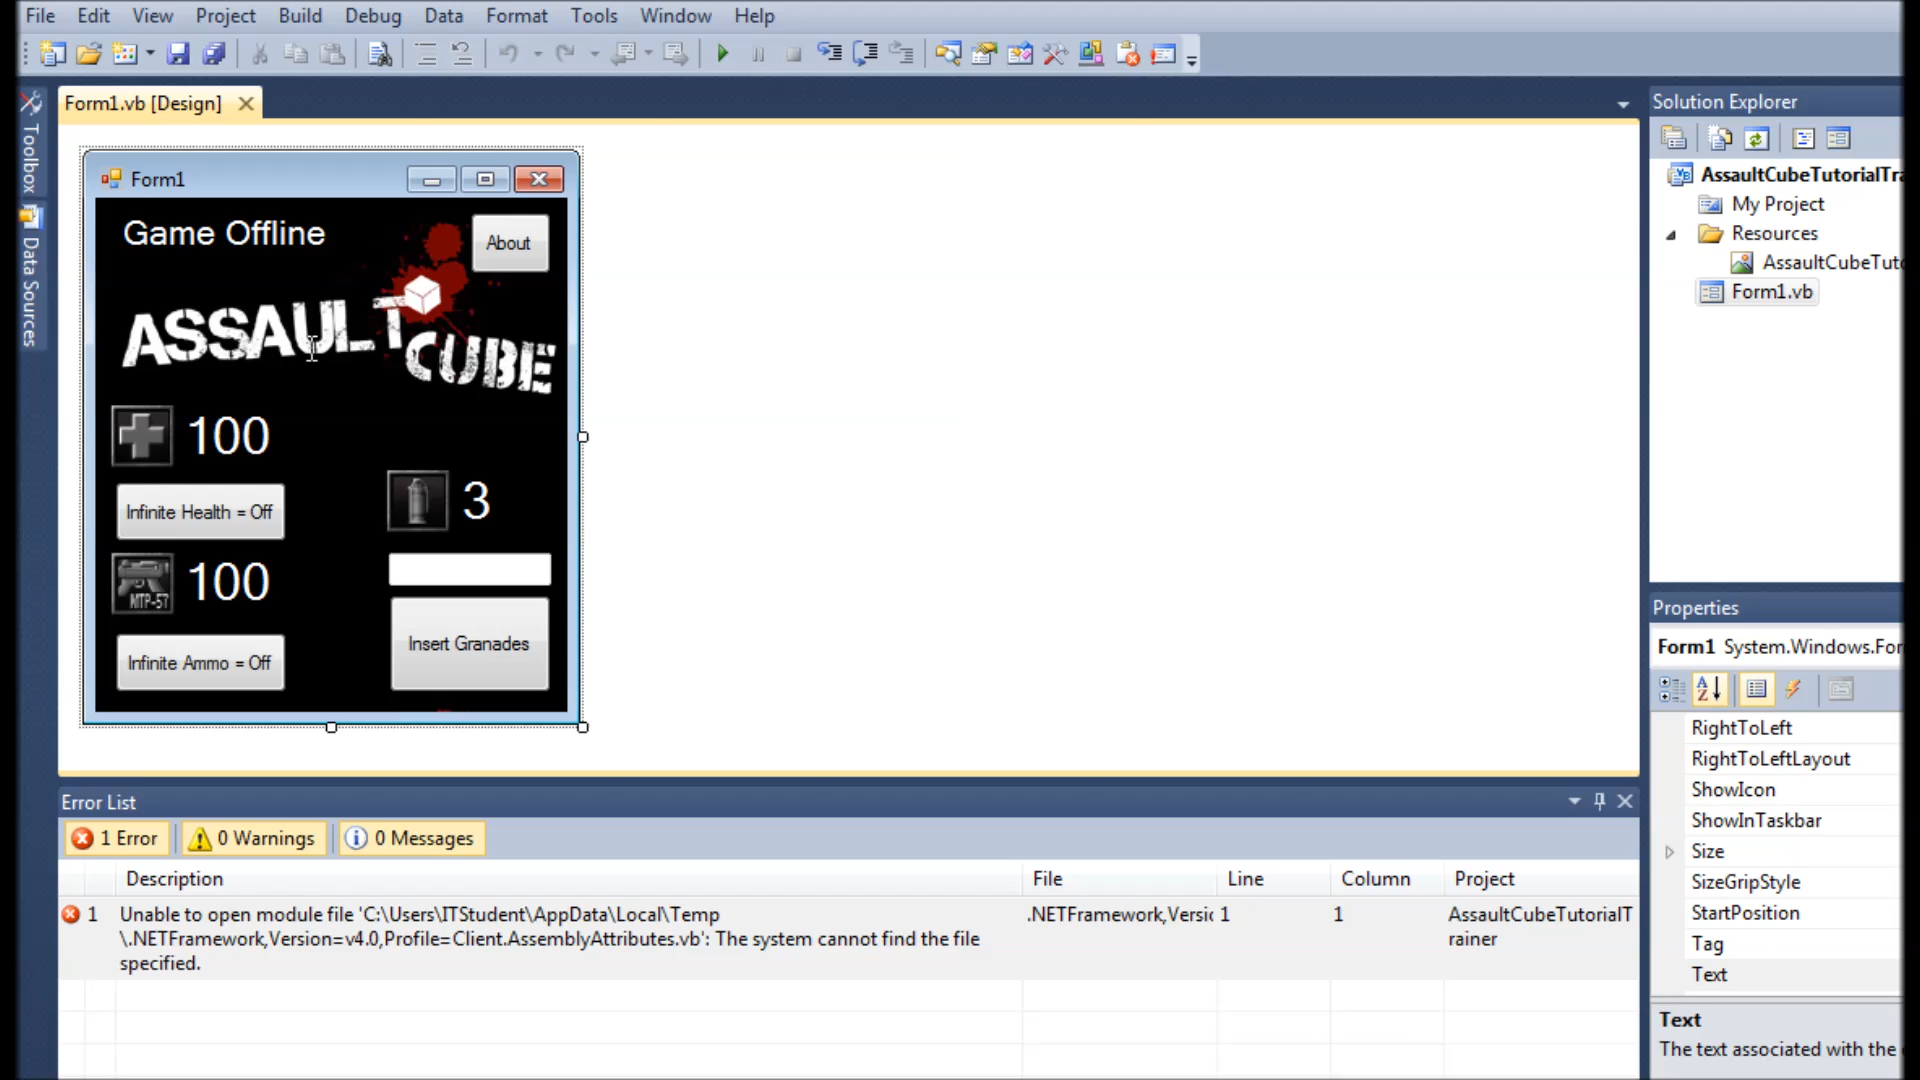 File Edit View Project Build Debug Data Format Tools Window Help
Form1.vb [Design]
Toolbox
Data Sources
Form1
Game Offline
About
ASSAULT
CUBE
100
Infinite Health = Off
3
MTP-57
100
Insert Granades
Infinite Ammo = Off
Solution Explorer
AssaultCubeTutorialTra
My Project
Resources
AssaultCubeTuto
Form1.vb
Properties
Form1 System.Windows.For
RightToLeft
RightToLeftLayout
ShowIcon
ShowInTaskbar
Size
SizeGripStyle
StartPosition
Tag
Text
Text
The text associated with the
Error List
1 Error 0 Warnings 0 Messages
Description File Line Column Project
1 Unable to open module file 'C:\Users\ITStudent\AppData\Local\Temp .NETFramework,Versic 1 1 AssaultCubeTutorialT
\.NETFramework,Version=v4.0,Profile=Client.AssemblyAttributes.vb': The system cannot find the file rainer
specified.